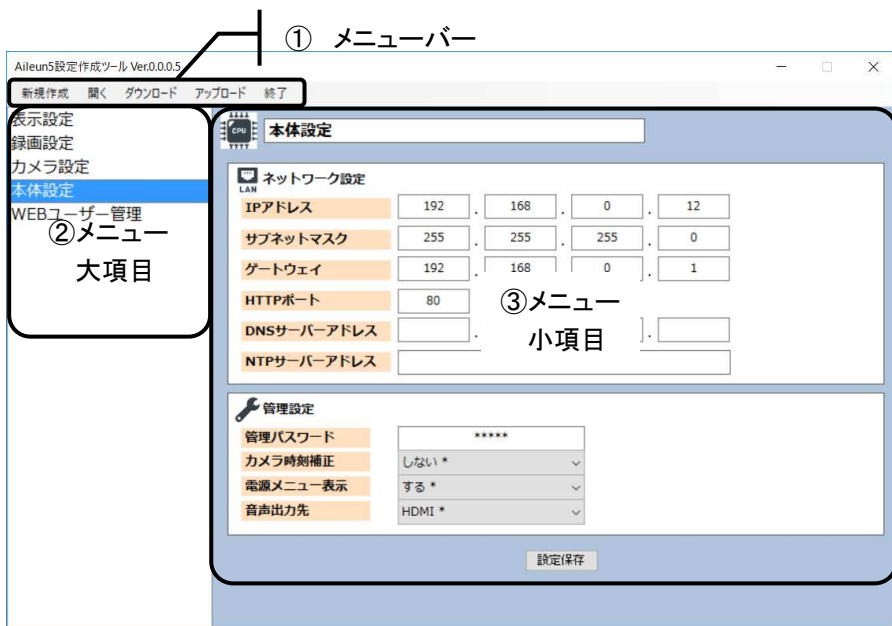 ① メニューバー
Aileun5設定作成ツール Ver.0.0.0.5
新規作成 開く ダウンロード アップロード 終了
表示設定
録画設定
カメラ設定
本体設定
WEBユーザー管理
②メニュー
大項目
CPU 本体設定
LAN ネットワーク設定
IPアドレス 192 . 168 . 0 . 12
サブネットマスク 255 . 255 . 255 . 0
ゲートウェイ 192 . 168 . 0 . 1
HTTPポート 80
③メニュー
小項目
DNSサーバーアドレス . .
NTPサーバーアドレス
管理設定
管理パスワード *****
カメラ時刻補正 しない *
電源メニュー表示 する *
音声出力先 HDMI *
設定保存